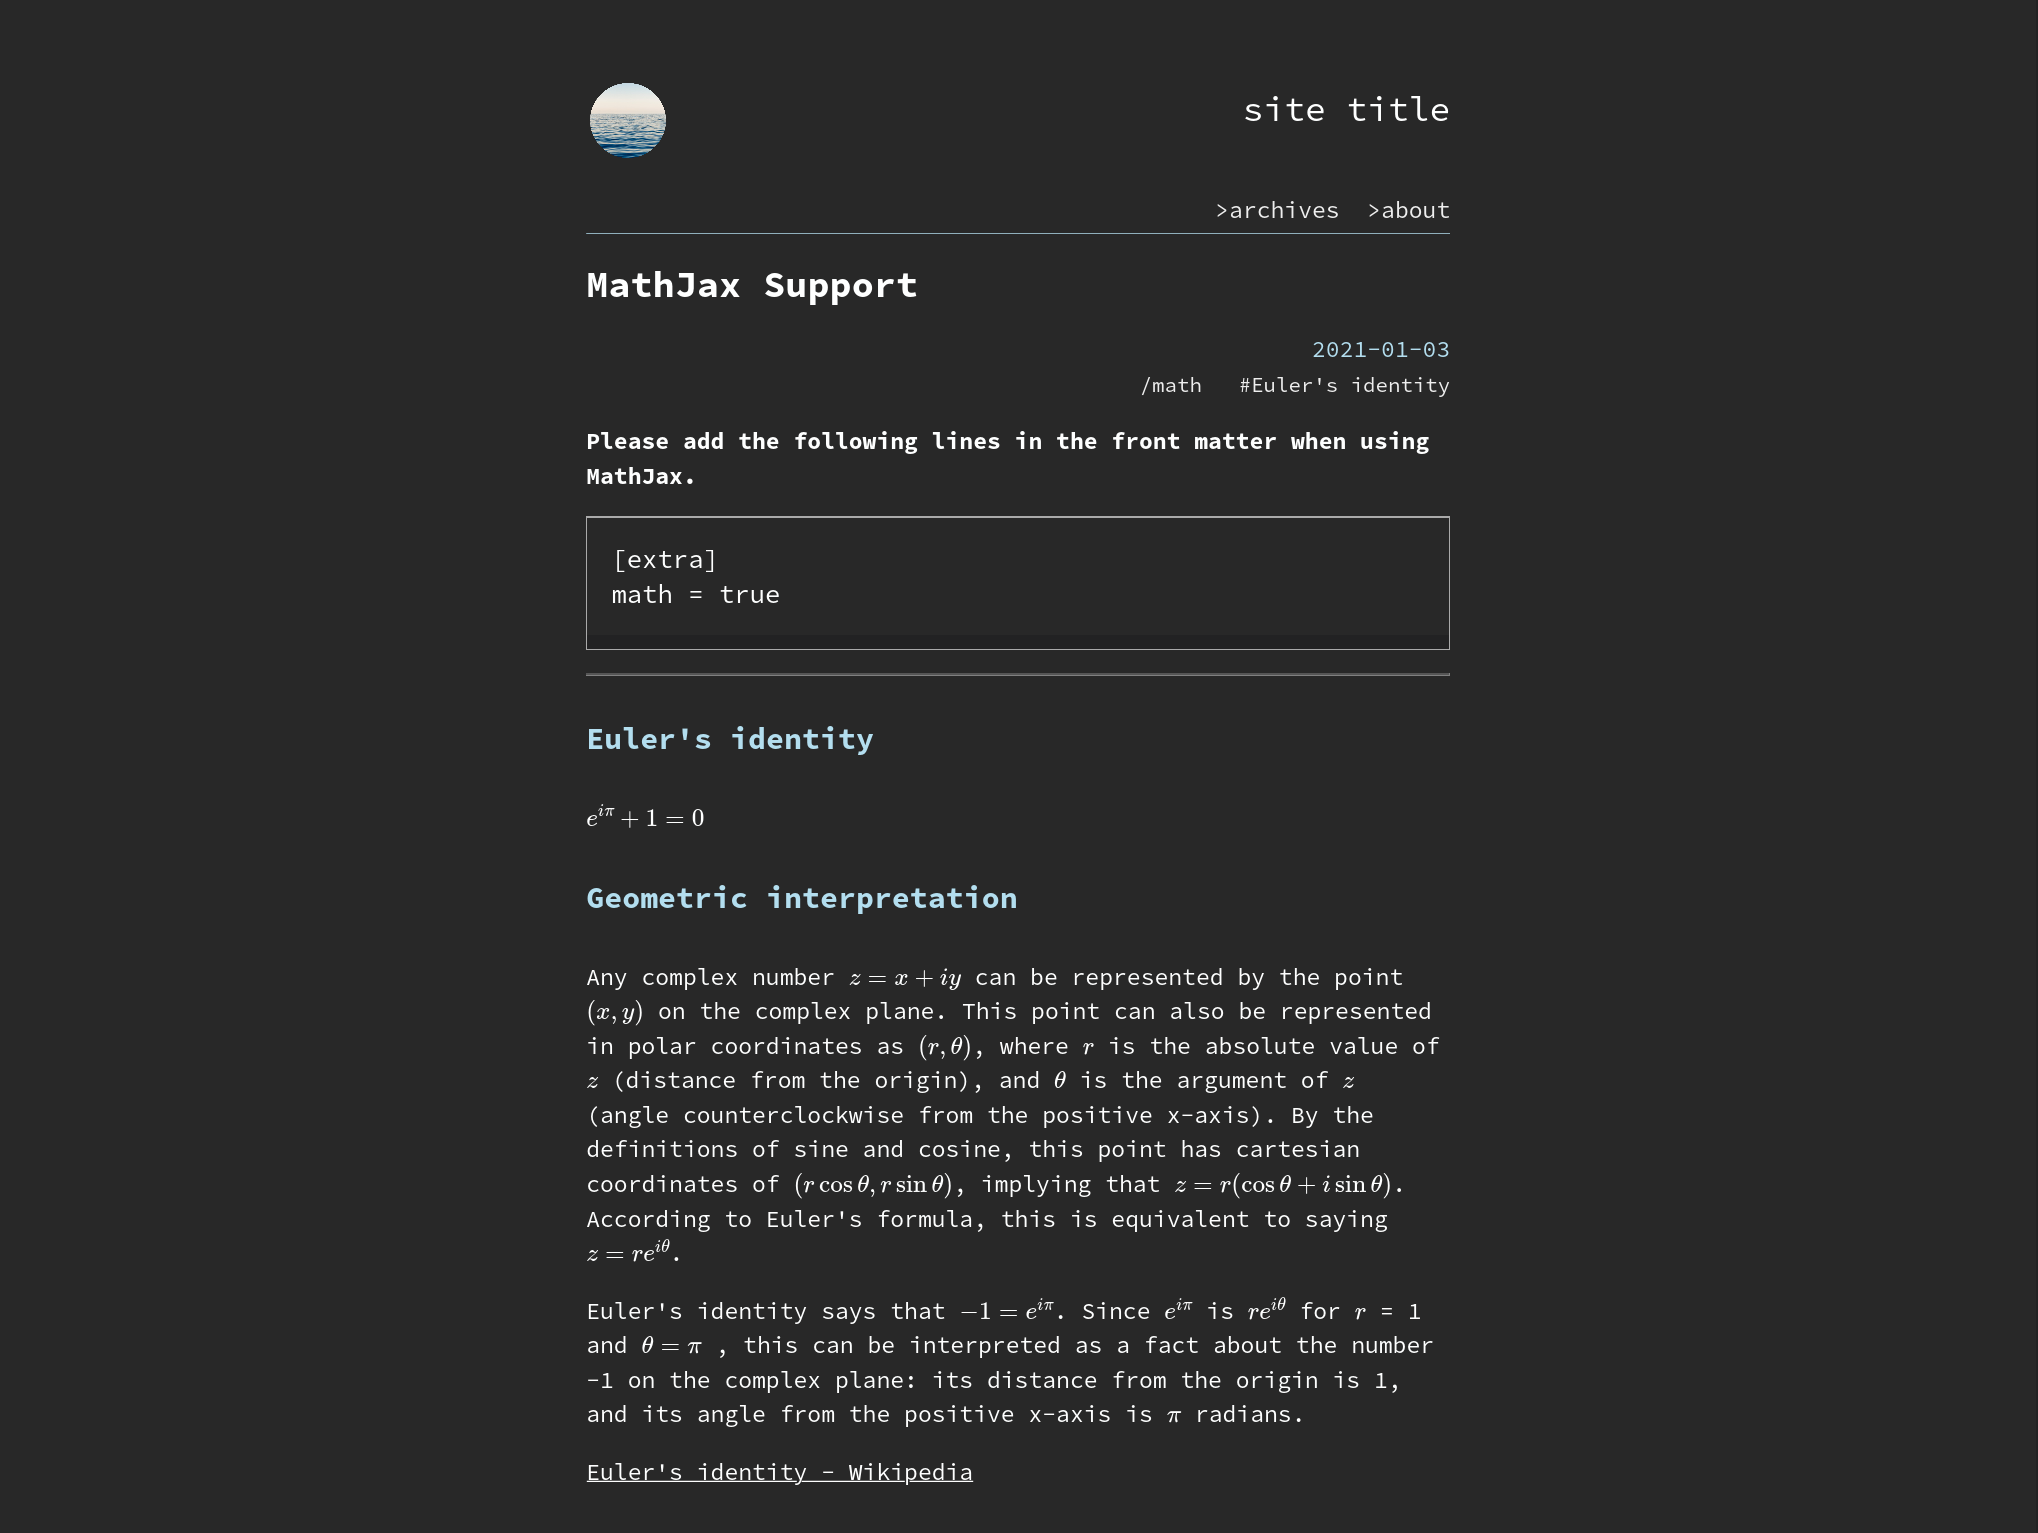 site title
>archives >about
MathJax Support
2021-01-03
/math #Euler's identity
Please add the following lines in the front matter when using
MathJax.
[extra]
math = true
Euler's identity
$e^{i\pi} + 1 = 0$
Geometric interpretation
Any complex number $z = x + iy$ can be represented by the point
$(x, y)$ on the complex plane. This point can also be represented
in polar coordinates as $(r, \theta)$, where $r$ is the absolute value of
$z$ (distance from the origin), and $\theta$ is the argument of $z$
(angle counterclockwise from the positive x-axis). By the
definitions of sine and cosine, this point has cartesian
coordinates of $(r \cos \theta, r \sin \theta)$, implying that $z = r(\cos \theta + i \sin \theta)$.
According to Euler's formula, this is equivalent to saying
$z = re^{i\theta}$.
Euler's identity says that $-1 = e^{i\pi}$. Since $e^{i\pi}$ is $re^{i\theta}$ for $r$ = 1
and $\theta = \pi$ , this can be interpreted as a fact about the number
-1 on the complex plane: its distance from the origin is 1,
and its angle from the positive x-axis is $\pi$ radians.
Euler's identity - Wikipedia